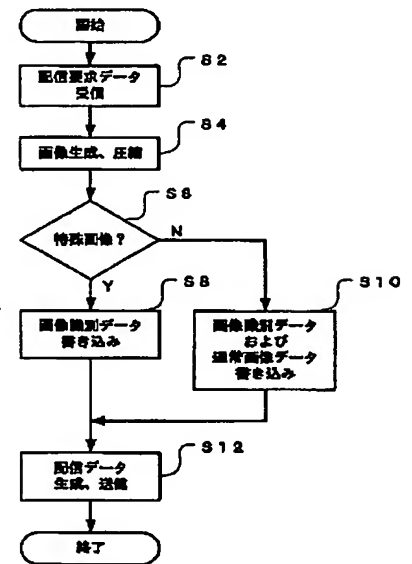 開始
S2
配信要求データ
受信
S4
画像生成、圧縮
S6
特殊画像？
N
Y
S8
画像識別データ
書き込み
S10
画像識別データ
および
通常画像データ
書き込み
S12
配信データ
生成、送信
終了